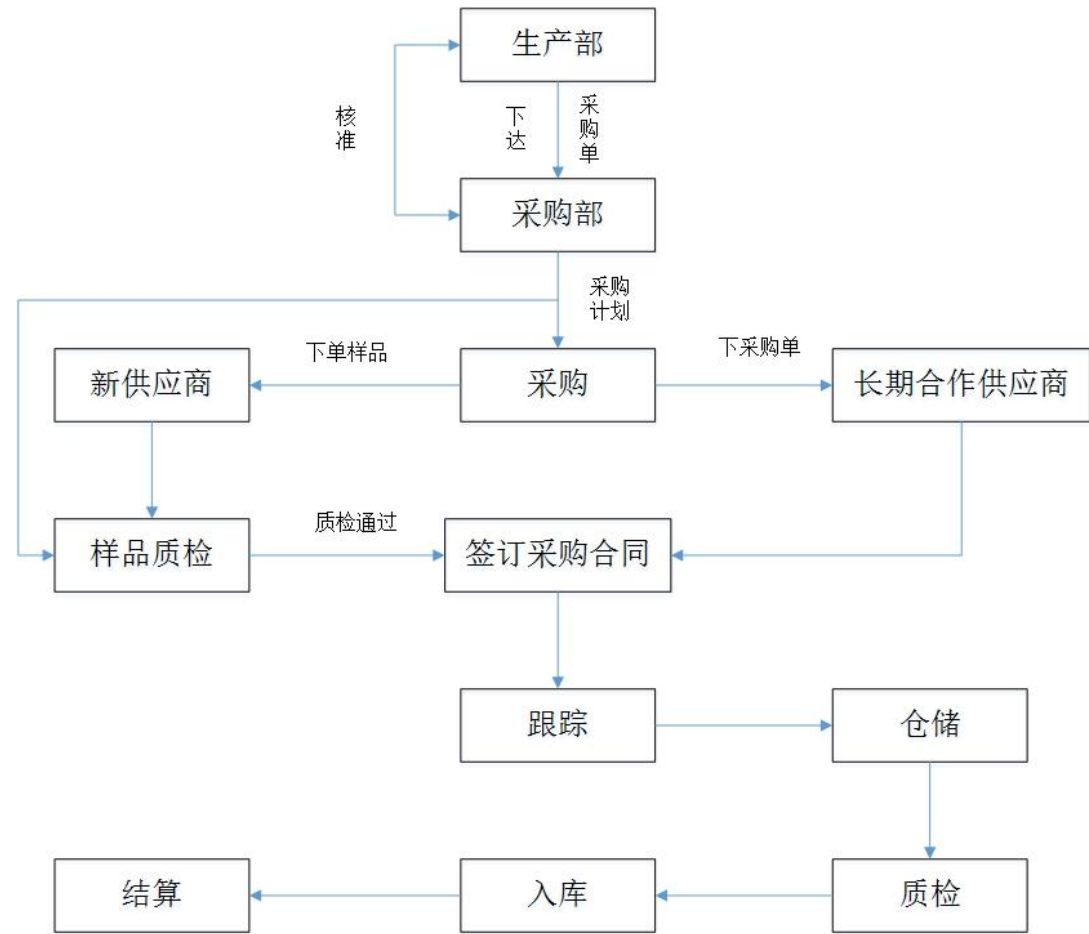 生产部
核准
下达
采购单
采购部
采购
计划
下单样品
下采购单
新供应商
采购
长期合作供应商
质检通过
样品质检
签订采购合同
跟踪
仓储
结算
入库
质检